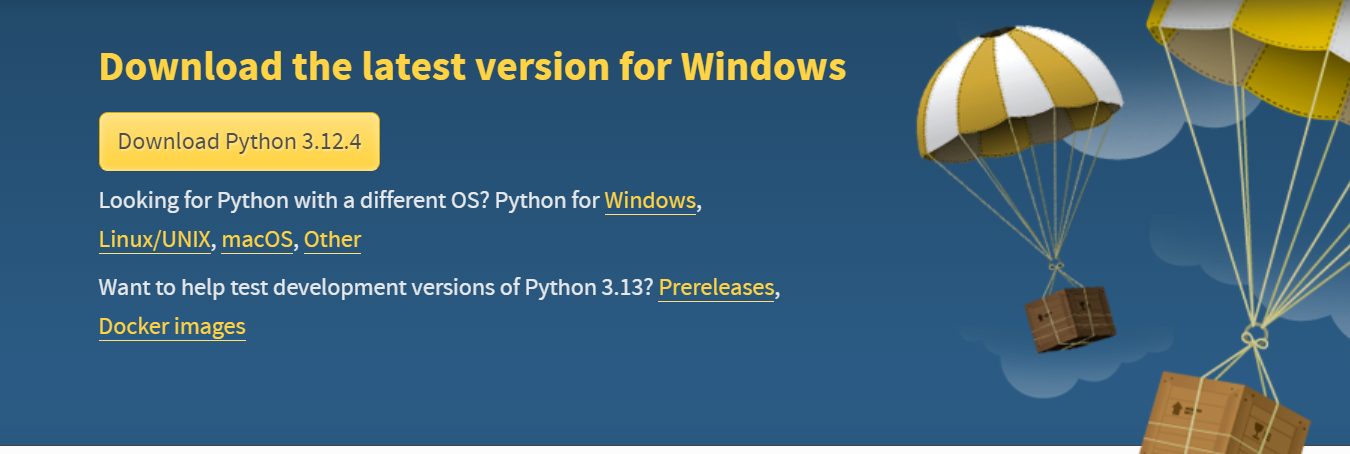 Download the latest version for Windows
Download Python 3.12.4
Looking for Python with a different OS? Python for Windows,
Linux/UNIX, macOS, Other
Want to help test development versions of Python 3.13? Prereleases,
Docker images